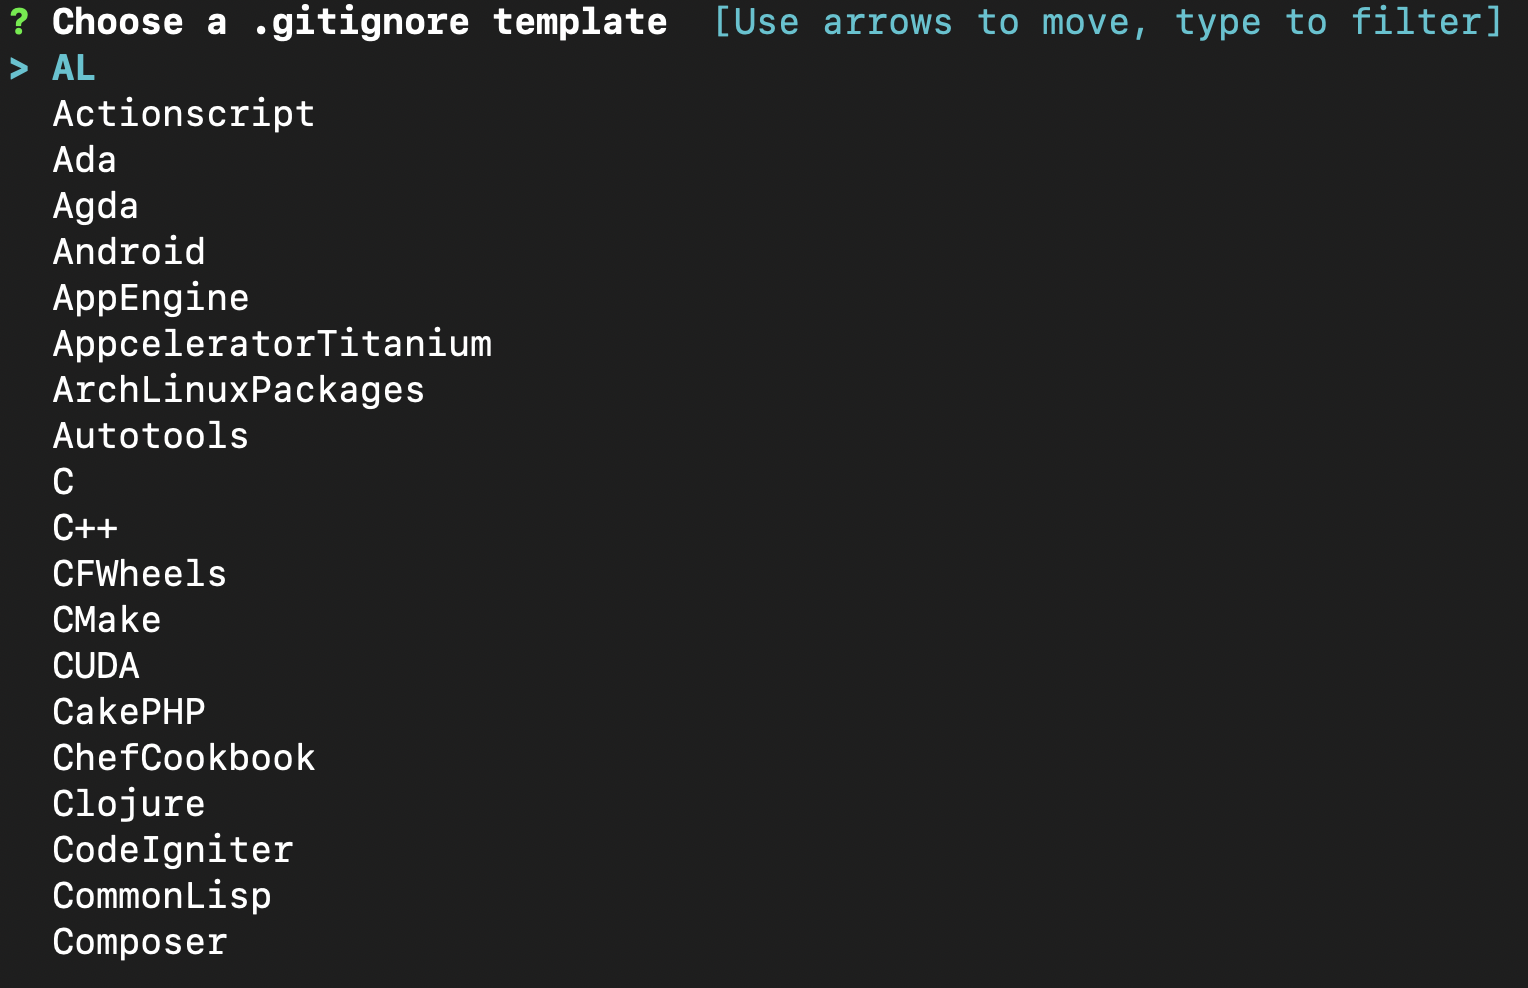 ? Choose a .gitignore template  [Use arrows to move, type to filter]
> AL
  Actionscript
  Ada
  Agda
  Android
  AppEngine
  AppceleratorTitanium
  ArchLinuxPackages
  Autotools
  C
  C++
  CFWheels
  CMake
  CUDA
  CakePHP
  ChefCookbook
  Clojure
  CodeIgniter
  CommonLisp
  Composer